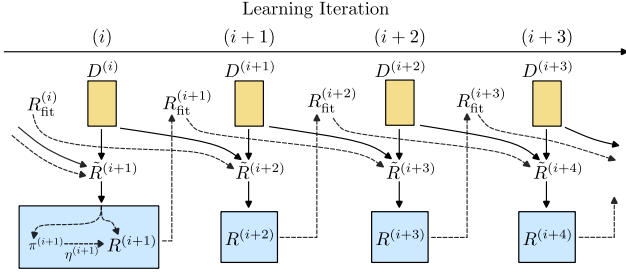 Learning Iteration
(i) (i + 1) (i + 2) (i + 3)
D^(i) D^(i+1) D^(i+2) D^(i+3)
R_fit^(i) R_fit^(i+1) R_fit^(i+2) R_fit^(i+3)
R̃^(i+1) R̃^(i+2) R̃^(i+3) R̃^(i+4)
π^(i+1) η^(i+1) R^(i+1) R^(i+2) R^(i+3) R^(i+4)